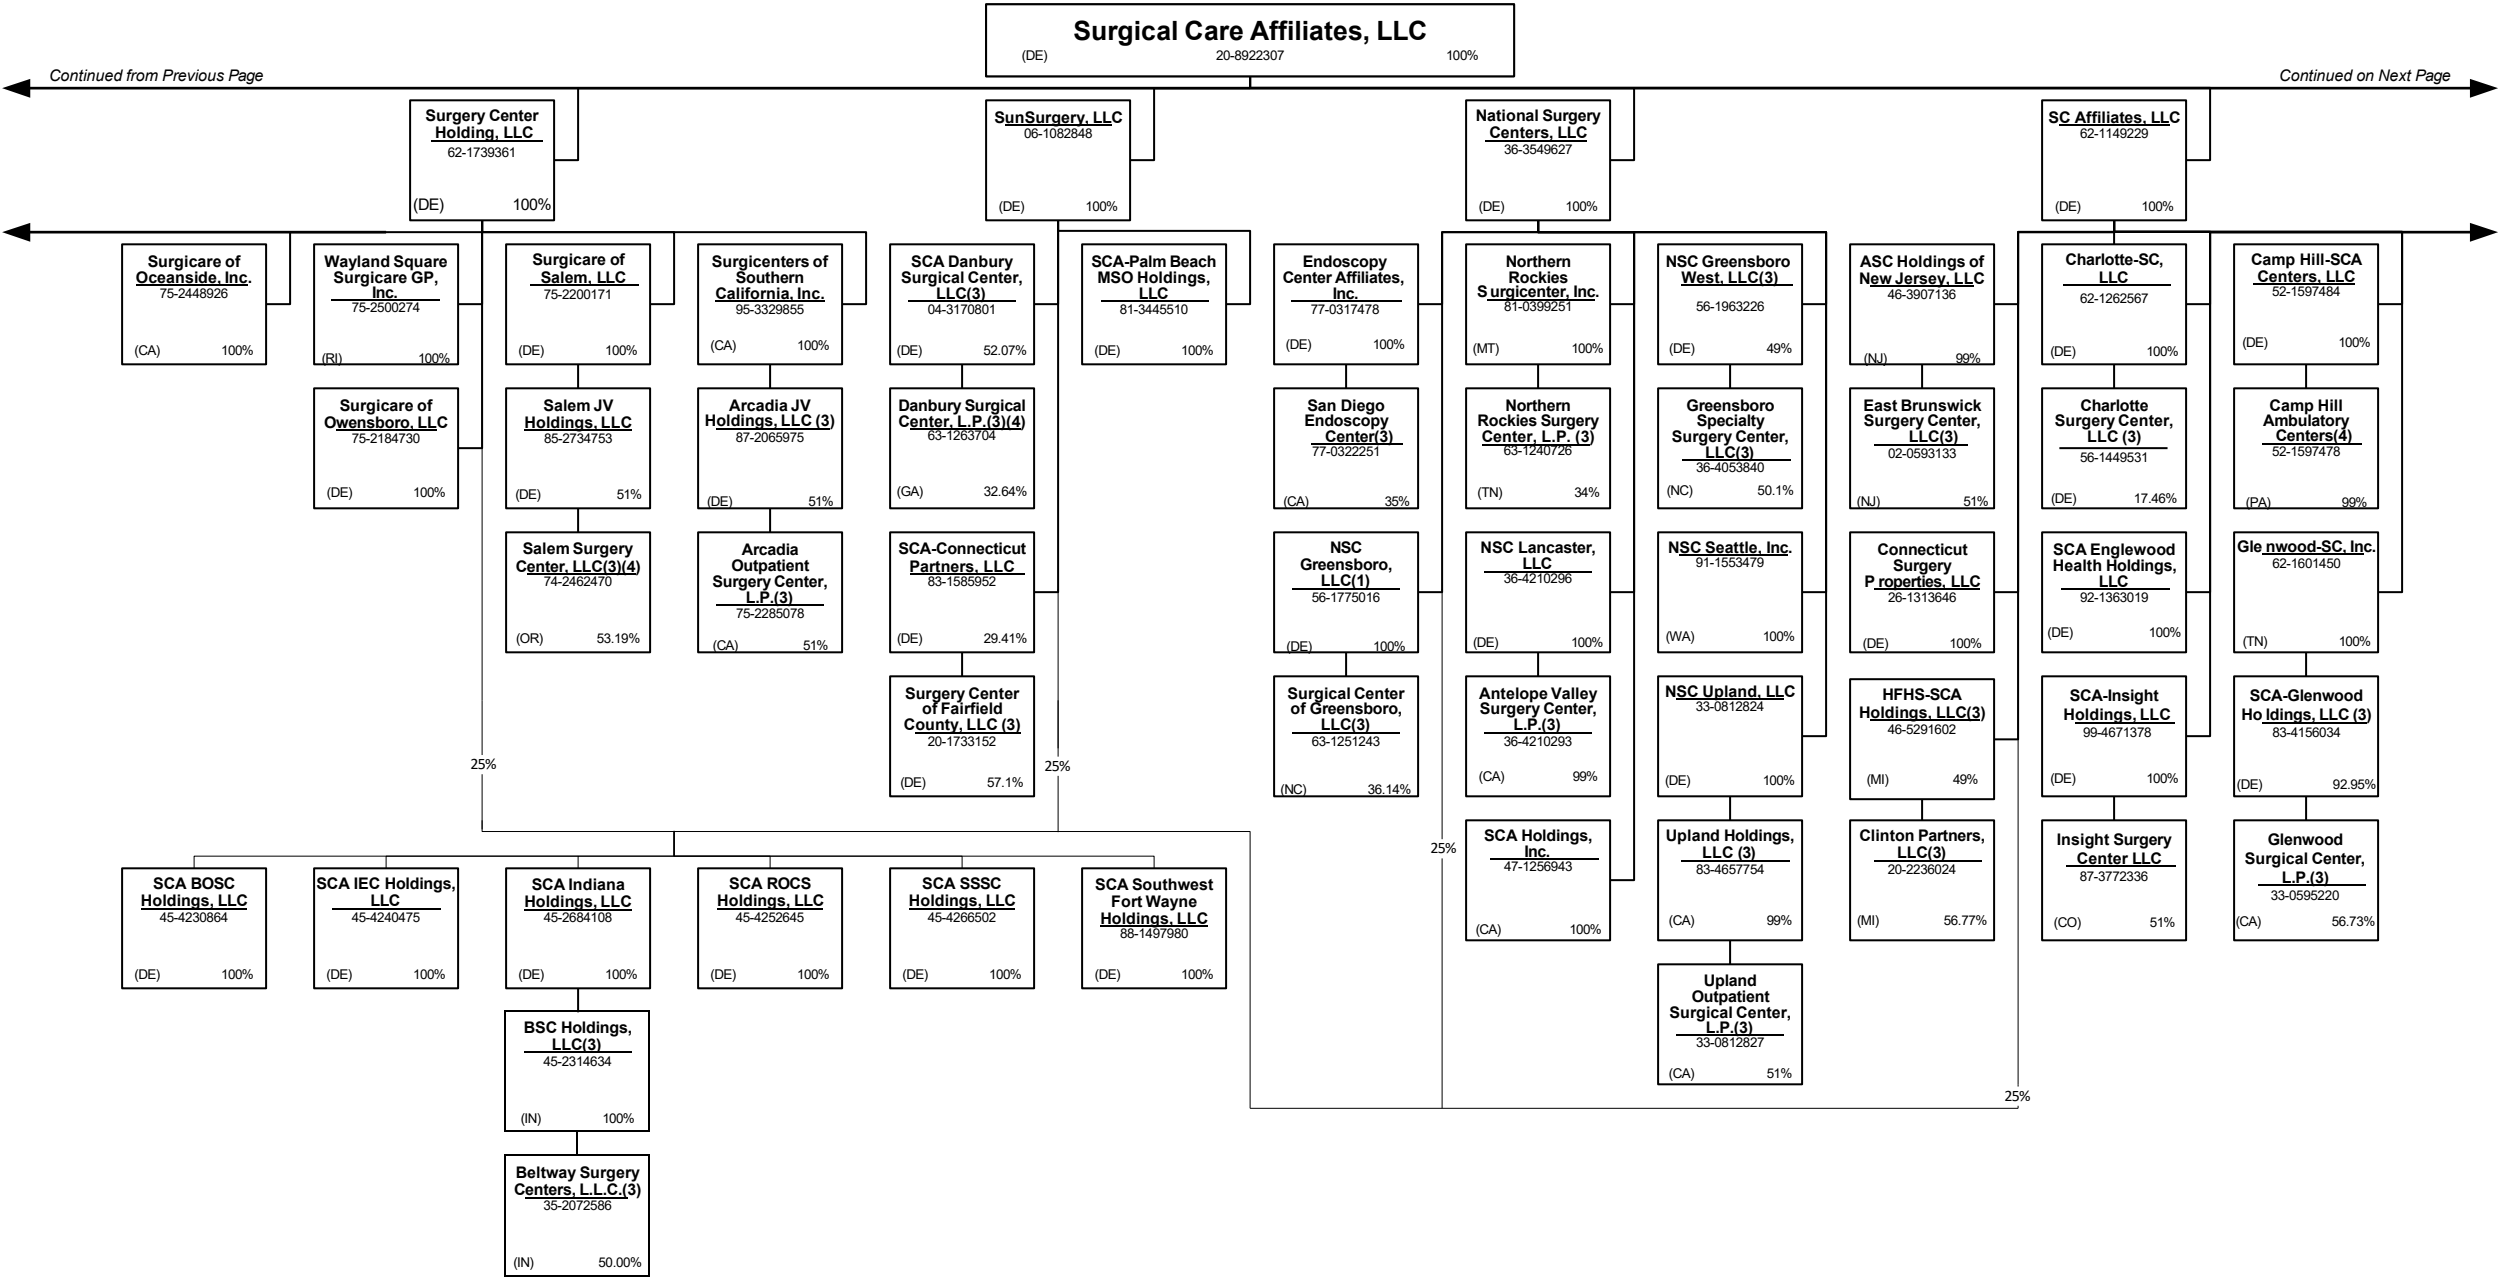 Surgical Care Affiliates, LLC
(DE) 20-8922307 100%
Continued from Previous Page
Continued on Next Page
Surgery Center
Holding, LLC
62-1739361
(DE) 100%
SunSurgery, LLC
06-1082848
(DE) 100%
National Surgery
Centers, LLC
36-3549627
(DE) 100%
SC Affiliates, LLC
62-1149229
(DE) 100%
Surgicare of
Oceanside, Inc.
75-2448926
(CA) 100%
Wayland Square
Surgicare GP,
Inc.
75-2500274
(RI) 100%
Surgicare of
Salem, LLC
75-2200171
(DE) 100%
Surgicenters of
Southern
California, Inc.
95-3329855
(CA) 100%
SCA Danbury
Surgical Center,
LLC(3)
04-3170801
(DE) 52.07%
SCA-Palm Beach
MSO Holdings,
LLC
81-3445510
(DE) 100%
Endoscopy
Center Affiliates,
Inc.
77-0317478
(DE) 100%
Northern
Rockies
Surgicenter, Inc.
81-0399251
(MT) 100%
NSC Greensboro
West, LLC(3)
56-1963226
(DE) 49%
ASC Holdings of
New Jersey, LLC
46-3907136
(NJ) 99%
Charlotte-SC,
LLC
62-1262567
(DE) 100%
Camp Hill-SCA
Centers, LLC
52-1597484
(DE) 100%
Surgicare of
Owensboro, LLC
75-2184730
(DE) 100%
Salem JV
Holdings, LLC
85-2734753
(DE) 51%
Arcadia JV
Holdings, LLC (3)
87-2065975
(DE) 51%
Danbury Surgical
Center, L.P.(3)(4)
63-1263704
(GA) 32.64%
San Diego
Endoscopy
Center(3)
77-0322251
(CA) 35%
Northern
Rockies Surgery
Center, L.P. (3)
63-1240726
(TN) 34%
Greensboro
Specialty
Surgery Center,
LLC(3)
36-4053840
(NC) 50.1%
East Brunswick
Surgery Center,
LLC(3)
02-0593133
(NJ) 51%
Charlotte
Surgery Center,
LLC (3)
56-1449531
(DE) 17.46%
Camp Hill
Ambulatory
Centers(4)
52-1597478
(PA) 99%
Salem Surgery
Center, LLC(3)(4)
74-2462470
(OR) 53.19%
Arcadia
Outpatient
Surgery Center,
L.P.(3)
75-2285078
(CA) 51%
SCA-Connecticut
Partners, LLC
83-1585952
(DE) 29.41%
NSC
Greensboro,
LLC(1)
56-1775016
(DE) 100%
NSC Lancaster,
LLC
36-4210296
(DE) 100%
NSC Seattle, Inc.
91-1553479
(WA) 100%
Connecticut
Surgery
Properties, LLC
26-1313646
(DE) 100%
SCA Englewood
Health Holdings,
LLC
92-1363019
(DE) 100%
Glenwood-SC, Inc.
62-1601450
(TN) 100%
Surgery Center
of Fairfield
County, LLC (3)
20-1733152
(DE) 57.1%
Surgical Center
of Greensboro,
LLC(3)
63-1251243
(NC) 36.14%
Antelope Valley
Surgery Center,
L.P.(3)
36-4210293
(CA) 99%
NSC Upland, LLC
33-0812824
(DE) 100%
HFHS-SCA
Holdings, LLC(3)
46-5291602
(MI) 49%
SCA-Insight
Holdings, LLC
99-4671378
(DE) 100%
SCA-Glenwood
Holdings, LLC (3)
83-4156034
(DE) 92.95%
25%
25%
25%
SCA Holdings,
Inc.
47-1256943
(CA) 100%
Upland Holdings,
LLC (3)
83-4657754
(CA) 99%
Clinton Partners,
LLC(3)
20-2236024
(MI) 56.77%
Insight Surgery
Center LLC
87-3772336
(CO) 51%
Glenwood
Surgical Center,
L.P.(3)
33-0595220
(CA) 56.73%
SCA BOSC
Holdings, LLC
45-4230864
(DE) 100%
SCA IEC Holdings,
LLC
45-4240475
(DE) 100%
SCA Indiana
Holdings, LLC
45-2684108
(DE) 100%
SCA ROCS
Holdings, LLC
45-4252645
(DE) 100%
SCA SSSC
Holdings, LLC
45-4266502
(DE) 100%
SCA Southwest
Fort Wayne
Holdings, LLC
88-1497980
(DE) 100%
Upland
Outpatient
Surgical Center,
L.P.(3)
33-0812827
(CA) 51%
25%
BSC Holdings,
LLC(3)
45-2314634
(IN) 100%
Beltway Surgery
Centers, L.L.C.(3)
35-2072586
(IN) 50.00%